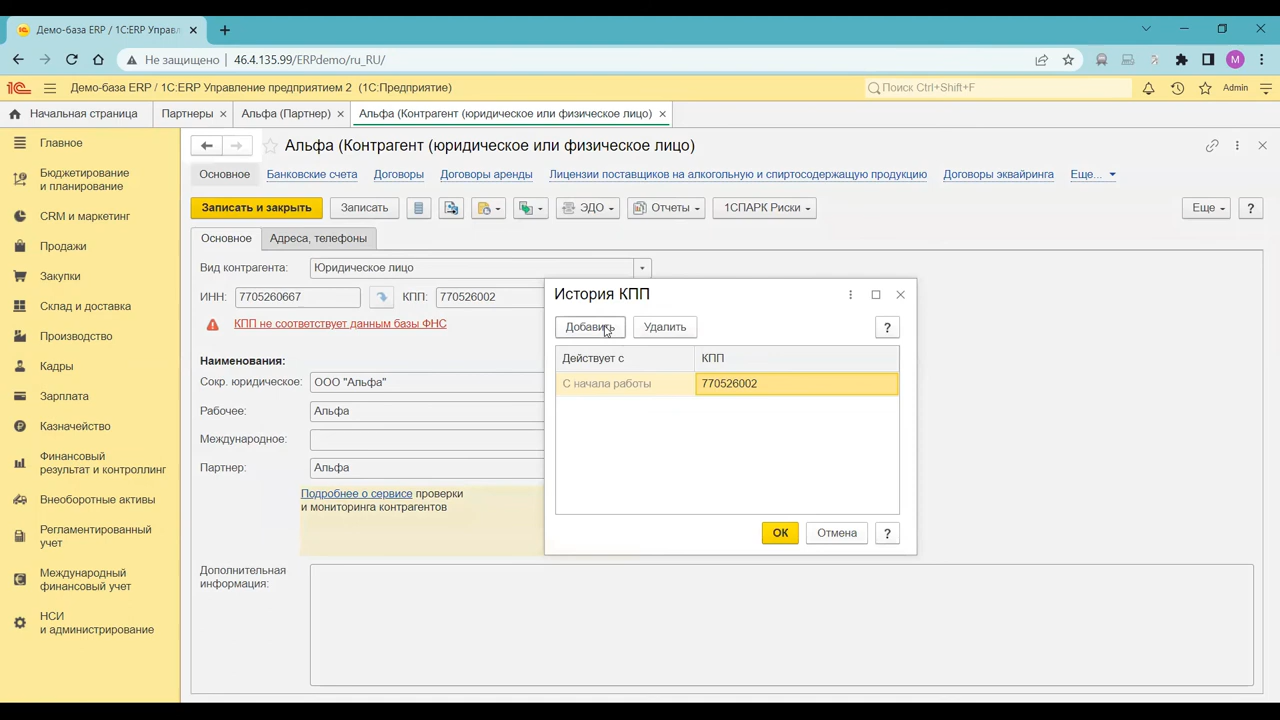 Демо-база ERP / 1С:ERP Управл
Не защищено 46.4.135.99/ERPdemo/ru_RU/ M
1С Демо-база ERP / 1С:ERP Управление предприятием 2 (1С:Предприятие) Поиск Ctrl+Shift+F Admin
Начальная страница Партнеры Альфа (Партнер) Альфа (Контрагент (юридическое или физическое лицо)
Главное
Бюджетирование
и планирование
CRM и маркетинг
Продажи
Закупки
Склад и доставка
Производство
Кадры
Зарплата
Казначейство
Финансовый
результат и контроллинг
Внеоборотные активы
Регламентированный
учет
Международный
финансовый учет
НСИ
и администрирование
Альфа (Контрагент (юридическое или физическое лицо)
Основное Банковские счета Договоры Договоры аренды Лицензии поставщиков на алкогольную и спиртосодержащую продукцию Договоры эквайринга Еще...
Записать и закрыть Записать ЭДО Отчеты 1СПАРК Риски Еще ?
Основное Адреса, телефоны
Вид контрагента: Юридическое лицо
ИНН: 7705260667 КПП: 770526002
КПП не соответствует данным базы ФНС
Наименования:
Сокр. юридическое: ООО "Альфа"
Рабочее: Альфа
Международное:
Партнер: Альфа
Подробнее о сервисе проверки
и мониторинга контрагентов
Дополнительная
информация:
История КПП
Добавить Удалить ?
Действует с КПП
С начала работы 770526002
ОК Отмена ?